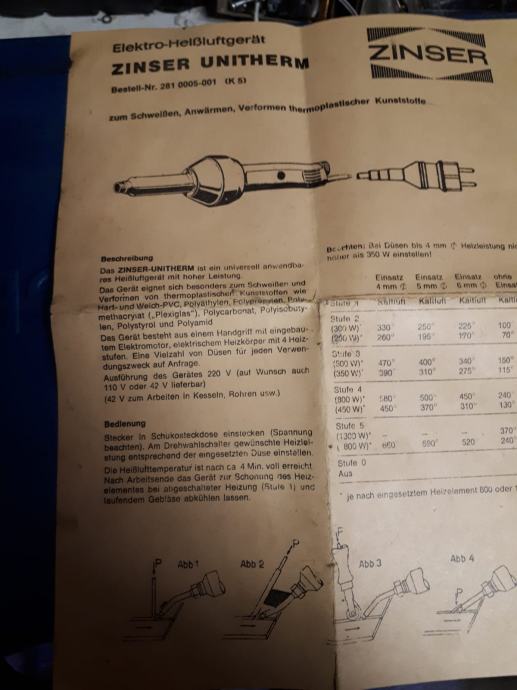 Elektro-Heißluftgerät
ZINSER UNITHERM
Bestell-Nr. 281 0005-001 (K 5)
ZINSER
zum Schweißen, Anwärmen, Verformen thermoplastischer Kunststoffe
Beschreibung
Das ZINSER-UNITHERM ist ein universell anwendba-
res Heißluftgerät mit hoher Leistung.
Das Gerät eignet sich besonders zum Schweißen und
Verformen von thermoplastischen Kunststoffen wie
Hart- und Weich-PVC, Polyäthylen, Polypropylen, Poly-
methacryiat („Plexiglas"), Polycarbonat, Polyisobuty-
len, Polystyrol und Polyamid
Das Gerät besteht aus einem Handgriff mit eingebau-
tem Elektromotor, elektrischem Heizkörper mit 4 Heiz-
stufen. Eine Vielzahl von Düsen für jeden Verwen-
dungszweck auf Anfrage.
Ausführung des Gerätes 220 V (auf Wunsch auch
110 V oder 42 V lieferbar)
(42 V zum Arbeiten in Kesseln, Rohren usw.)
Bedienung
Stecker in Schukosteckdose einstecken (Spannung
beachten). Am Drehwahlschalter gewünschte Heizlei-
stung entsprechend der eingesetzten Düse einstellen.
Die Heißlufttemperatur ist nach ca 4 Min. voll erreicht.
Nach Arbeitsende das Gerät zur Schonung des Heiz-
elementes bei abgeschalteter Heizung (Stufe 1) und
laufendem Gebläse abkühlen lassen.
Beachten: Bei Düsen bis 4 mm ∅ Heizleistung
höher als 350 W einstellen!
Einsatz Einsatz Einsatz ohne
4 mm ∅ 5 mm ∅ 6 mm ∅
Stufe 1 Kaltluft Kaltluft Kaltluft
Stufe 2
(300 W)* 330° 250° 225° 100
(250 W)* 260° 195° 170° 70°
Stufe 3
(500 W)* 470° 400° 340° 150°
(350 W)* 390° 310° 275° 115°
Stufe 4
(900 W)* 580° 500° 450° 240
(450 W)* 450° 370° 310° 130°
Stufe 5
(1300 W)* – – – 370°
( 800 W)* 650° 590° 520 240°
Stufe 0
Aus
* je nach eingesetztem Heizelement 800 oder
P Abb 1
P Abb 2
P Abb 3
P Abb 4